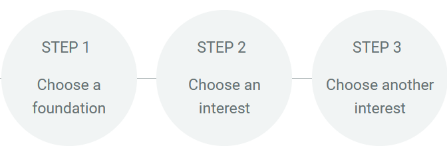 STEP 1
Choose a
foundation
STEP 2
Choose an
interest
STEP 3
Choose another
interest